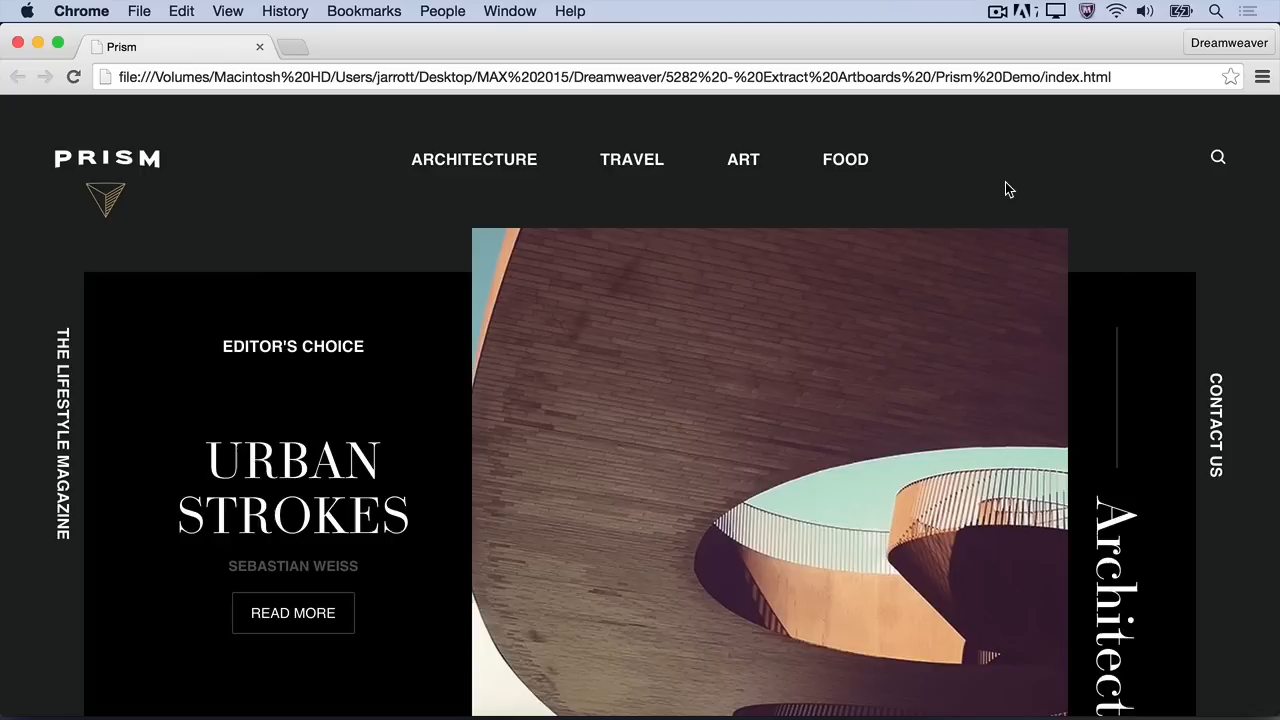 Chrome File Edit View History Bookmarks People Window Help
Prism
Dreamweaver
file:///Volumes/Macintosh%20HD/Users/jarrott/Desktop/MAX%202015/Dreamweaver/5282%20-%20Extract%20Artboards%20/Prism%20Demo/index.html
PRISM
ARCHITECTURE TRAVEL ART FOOD
THE LIFESTYLE MAGAZINE
EDITOR'S CHOICE
URBAN
STROKES
SEBASTIAN WEISS
READ MORE
Architect
CONTACT US